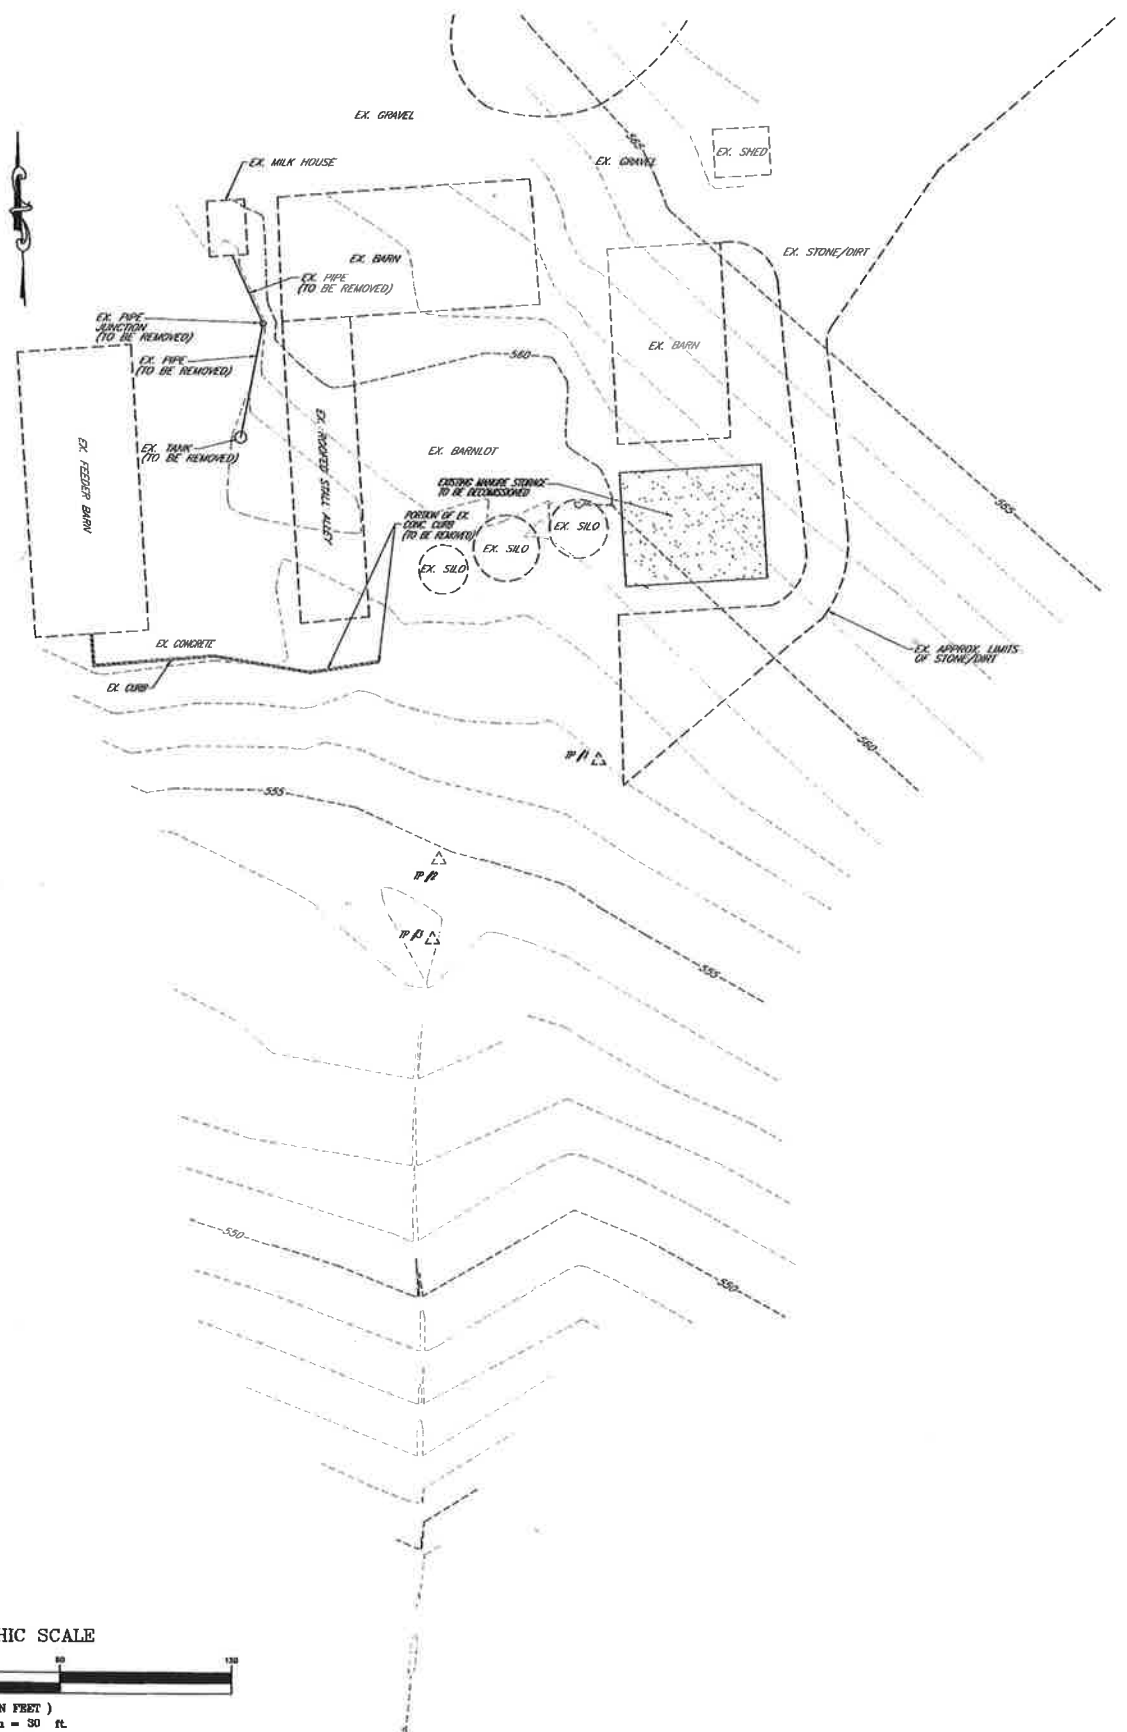 EX. GRAVEL
565
EX. SHED
EX. GRAVEL
EX. MILK HOUSE
EX. STONE/DIRT
EX. BARN
EX. PIPE
(TO BE REMOVED)
EX. PIPE
JUNCTION
(TO BE REMOVED)
EX. BARN
560
EX. PIPE
(TO BE REMOVED)
EX. FEEDER BARN
EX. ROOFED STALL ALLEY
EX. TANK
(TO BE REMOVED)
EX. BARNLOT
EXISTING MANURE STORAGE
TO BE DECOMISSIONED
565
PORTION OF EX.
CONC. CURB
(TO BE REMOVED)
EX. SILO
EX. SILO
EX. SILO
EX. CONCRETE
EX. APPROX. LIMITS
OF STONE/DIRT
EX. CURB
560
TP #1
555
TP #2
TP #3
555
550
550
HIC SCALE
60
120
N FEET )
= 30 ft.